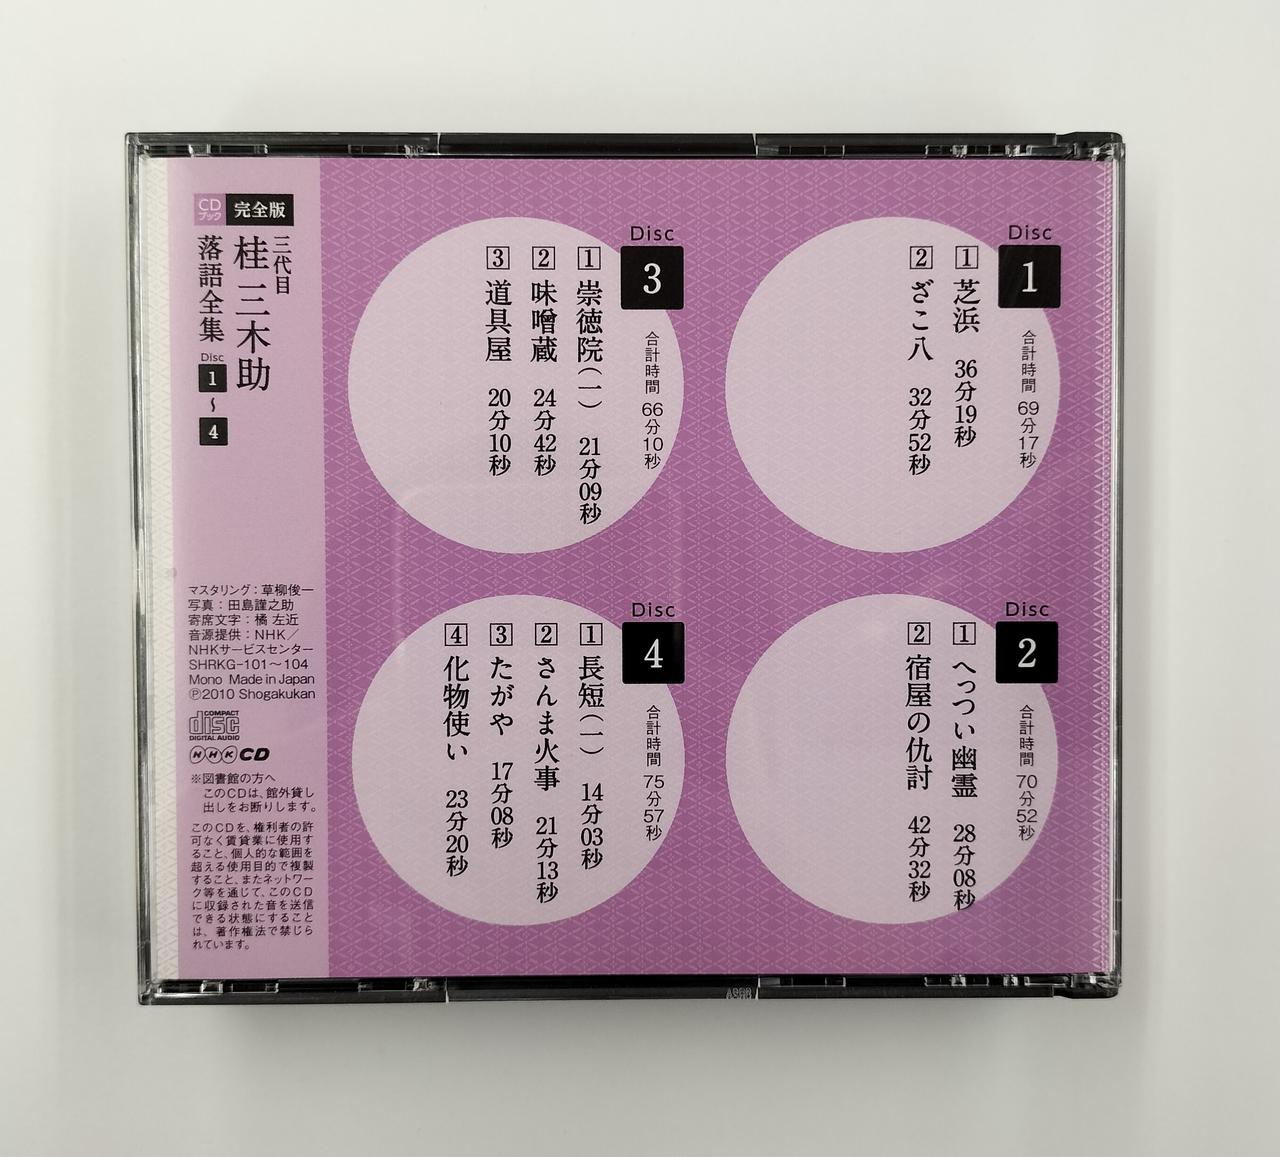 CD
ブック
完全版
三代目
桂 三木助
落語全集
Disc
1
～
4
マスタリング：草柳俊一
写真：田島謹之助
寄席文字：橘 左近
音源提供：NHK／
NHKサービスセンター
SHRKG-101～104
Mono Made in Japan
Ⓟ2010 Shogakukan
COMPACT
disc
DIGITAL AUDIO
NHK CD
※図書館の方へ
このCDは、館外貸し
出しをお断りします。
このCDを、権利者の許
可なく賃貸業に使用す
ること、個人的な範囲を
超える使用目的で複製
すること、またネットワー
ク等を通じて、このCD
に収録された音を送信
できる状態にすること
は、著作権法で禁じら
れています。
Disc
1
合計時間 69分17秒
1 芝浜 36分19秒
2 ざこ八 32分52秒
Disc
2
合計時間 70分52秒
1 へっつい幽霊 28分08秒
2 宿屋の仇討 42分32秒
Disc
3
合計時間 66分10秒
1 崇徳院（一） 21分09秒
2 味噌蔵 24分42秒
3 道具屋 20分10秒
Disc
4
合計時間 75分57秒
1 長短（一） 14分03秒
2 さんま火事 21分13秒
3 たがや 17分08秒
4 化物使い 23分20秒